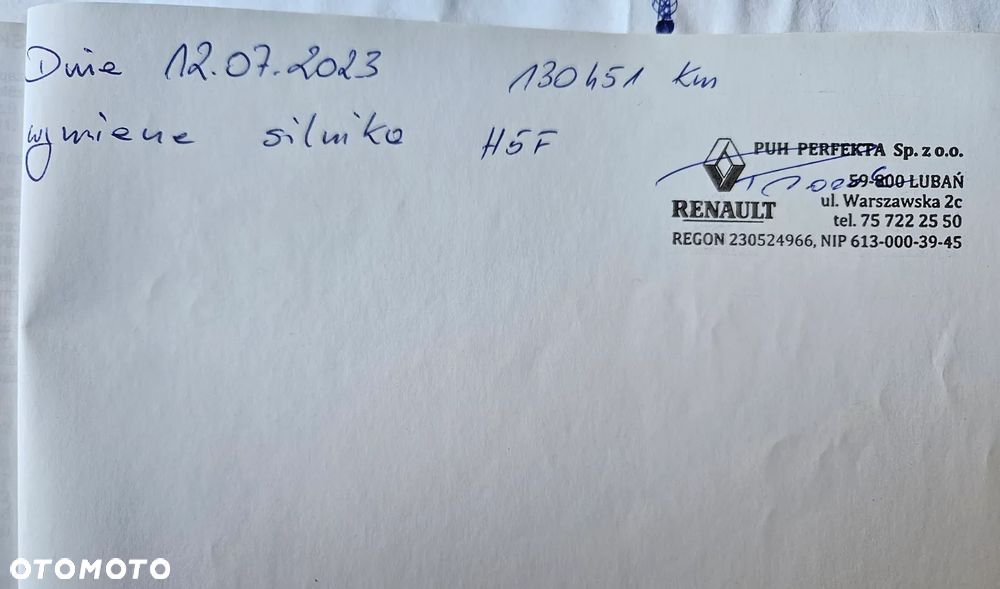 Dnia 12.07.2023 130451 km
wymiana silnika H5F
PUH PERFEKTA Sp. z o.o.
59-800 LUBAŃ
ul. Warszawska 2c
RENAULT
tel. 75 722 25 50
REGON 230524966, NIP 613-000-39-45
OTOMOTO